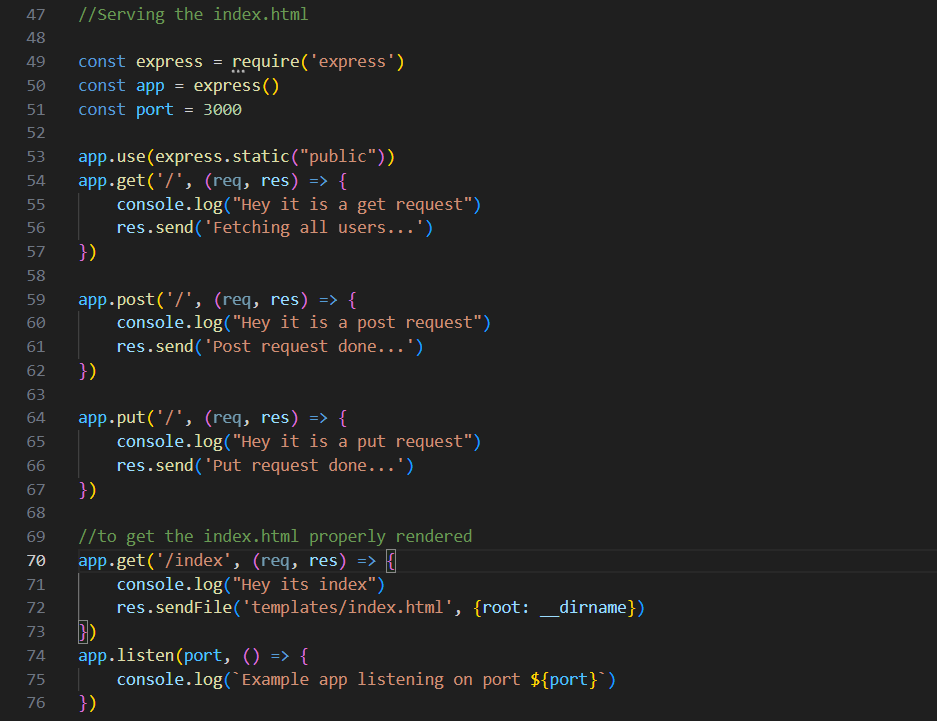 47 //Serving the index.html
48
49 const express = require('express')
50 const app = express()
51 const port = 3000
52
53 app.use(express.static("public"))
54 app.get('/', (req, res) => {
55     console.log("Hey it is a get request")
56     res.send('Fetching all users...')
57 })
58
59 app.post('/', (req, res) => {
60     console.log("Hey it is a post request")
61     res.send('Post request done...')
62 })
63
64 app.put('/', (req, res) => {
65     console.log("Hey it is a put request")
66     res.send('Put request done...')
67 })
68
69 //to get the index.html properly rendered
70 app.get('/index', (req, res) => {
71     console.log("Hey its index")
72     res.sendFile('templates/index.html', {root: __dirname})
73 })
74 app.listen(port, () => {
75     console.log(`Example app listening on port ${port}`)
76 })